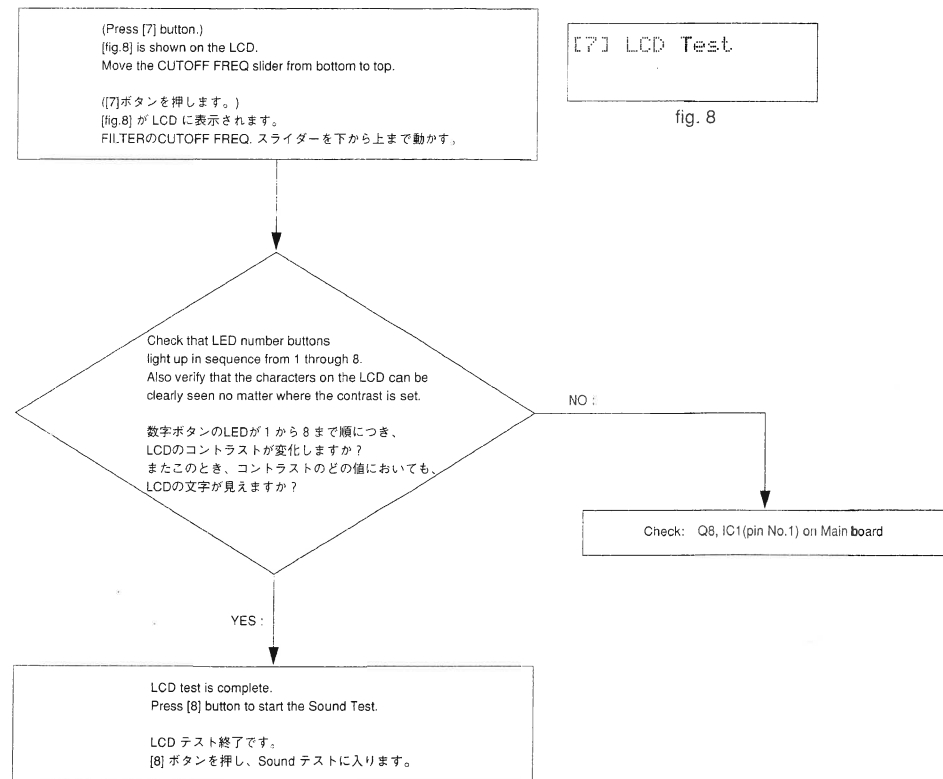 (Press [7] button.)
[fig.8] is shown on the LCD.
Move the CUTOFF FREQ slider from bottom to top.
([7]ボタンを押します。)
[fig.8] が LCD に表示されます。
FILTERのCUTOFF FREQ. スライダーを下から上まで動かす。
[7] LCD Test
fig. 8
Check that LED number buttons
light up in sequence from 1 through 8.
Also verify that the characters on the LCD can be
clearly seen no matter where the contrast is set.
数字ボタンのLEDが 1 から 8 まで順につき、
LCDのコントラストが変化しますか？
またこのとき、コントラストのどの値においても、
LCDの文字が見えますか？
NO :
Check: Q8, IC1(pin No.1) on Main board
YES :
LCD test is complete.
Press [8] button to start the Sound Test.
LCD テスト終了です。
[8] ボタンを押し、Sound テストに入ります。